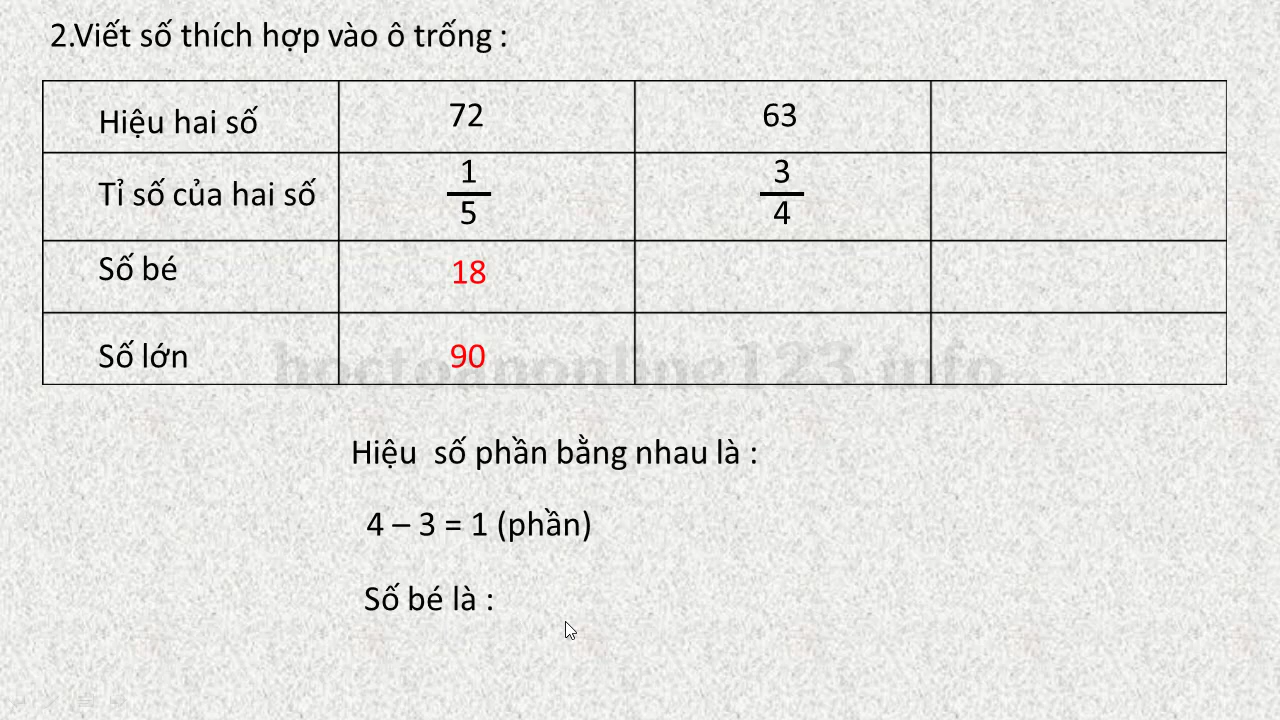 2.Viết số thích hợp vào ô trống :
Hiệu hai số 72 63
Tỉ số của hai số 1/5 3/4
Số bé 18
Số lớn 90
hoctoanonline123.info
Hiệu số phần bằng nhau là :
4 – 3 = 1 (phần)
Số bé là :